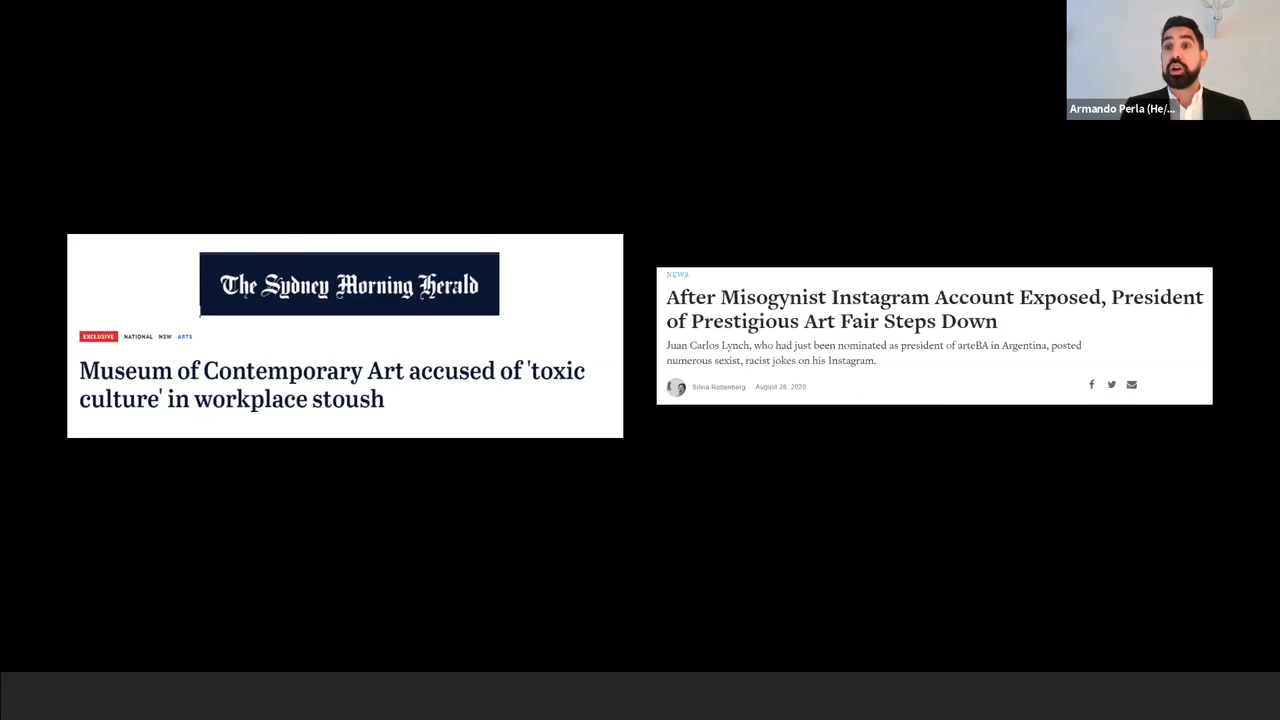 Armando Perla (He/...
The Sydney Morning Herald
EXCLUSIVE NATIONAL NSW ARTS
Museum of Contemporary Art accused of 'toxic
culture' in workplace stoush
NEWS
After Misogynist Instagram Account Exposed, President
of Prestigious Art Fair Steps Down
Juan Carlos Lynch, who had just been nominated as president of arteBA in Argentina, posted
numerous sexist, racist jokes on his Instagram.
Silvia Rottenberg August 26, 2020